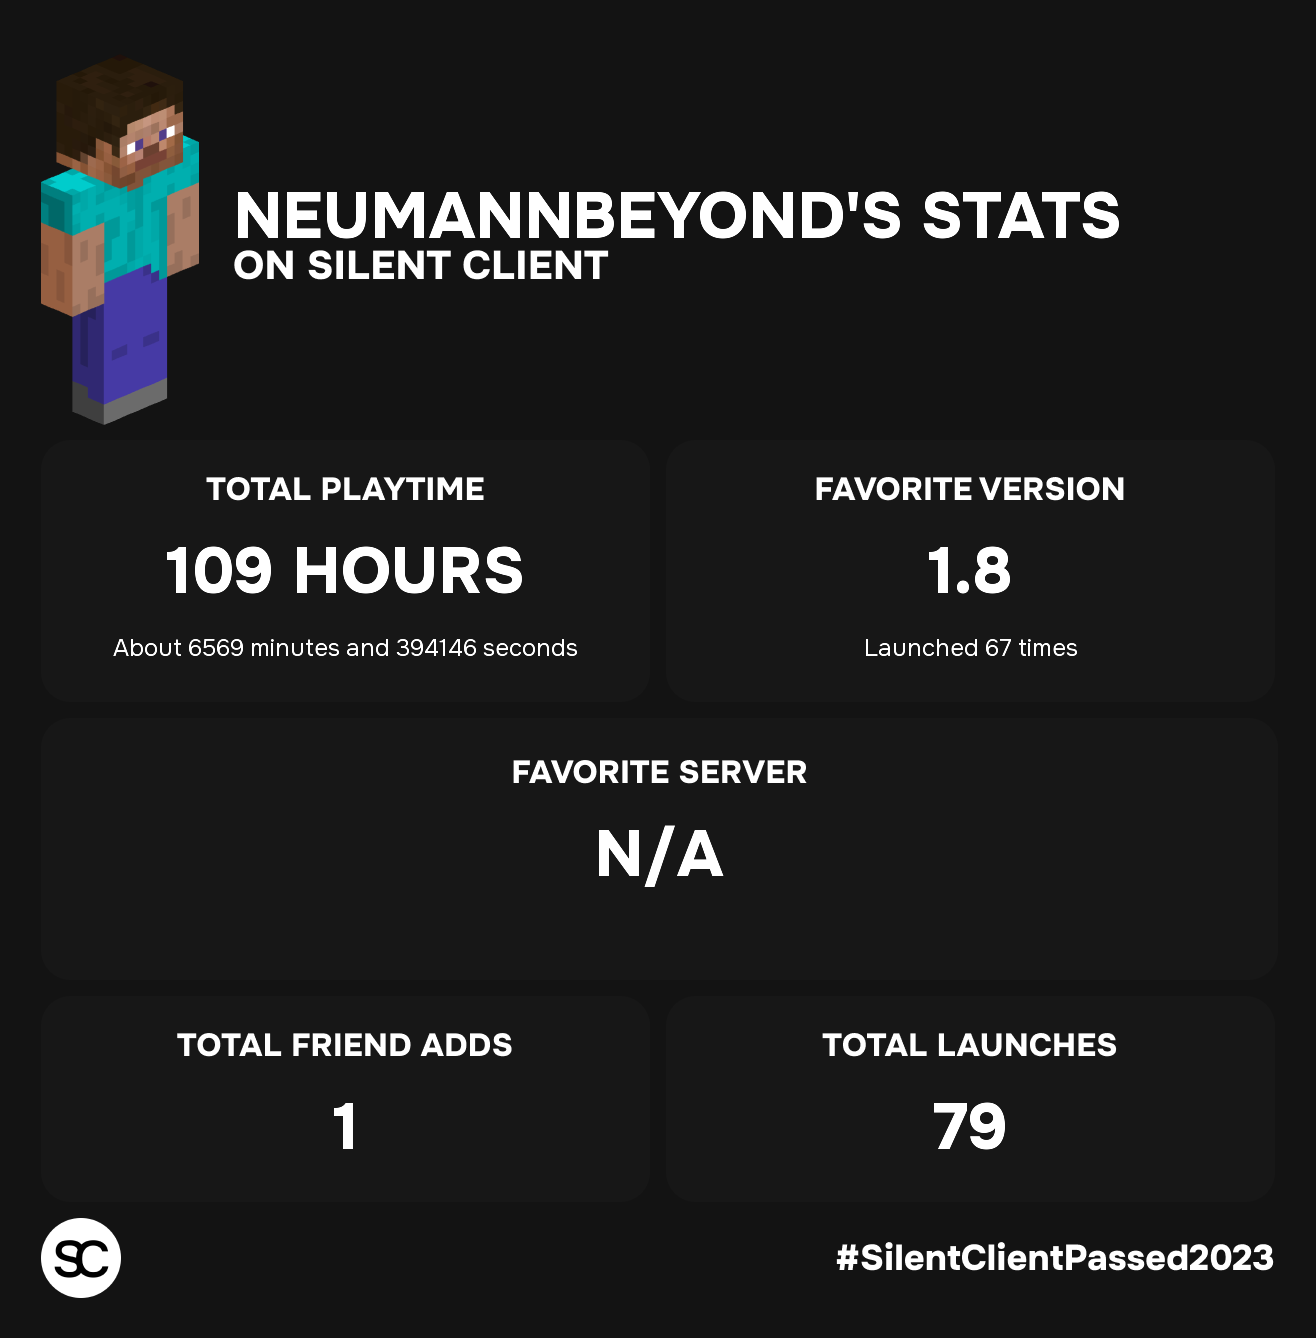 NEUMANNBEYOND'S STATS
ON SILENT CLIENT
TOTAL PLAYTIME
109 HOURS
About 6569 minutes and 394146 seconds
FAVORITE VERSION
1.8
Launched 67 times
FAVORITE SERVER
N/A
TOTAL FRIEND ADDS
1
TOTAL LAUNCHES
79
SC
#SilentClientPassed2023